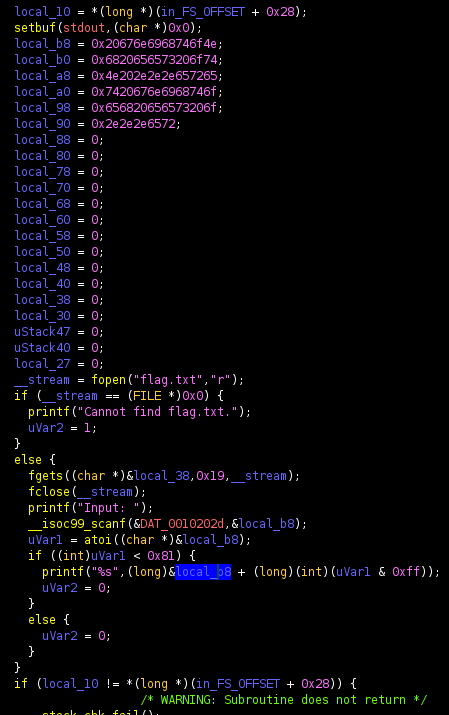 local_10 = *(long *)(in_FS_OFFSET + 0x28);
setbuf(stdout,(char *)0x0);
local_b8 = 0x20676e6968746f4e;
local_b0 = 0x6820656573206f74;
local_a8 = 0x4e202e2e2e657265;
local_a0 = 0x7420676e6968746f;
local_98 = 0x656820656573206f;
local_90 = 0x2e2e2e6572;
local_88 = 0;
local_80 = 0;
local_78 = 0;
local_70 = 0;
local_68 = 0;
local_60 = 0;
local_58 = 0;
local_50 = 0;
local_48 = 0;
local_40 = 0;
local_38 = 0;
local_30 = 0;
uStack47 = 0;
uStack40 = 0;
local_27 = 0;
__stream = fopen("flag.txt","r");
if (__stream == (FILE *)0x0) {
printf("Cannot find flag.txt.");
uVar2 = 1;
}
else {
fgets((char *)&local_38,0x19,__stream);
fclose(__stream);
printf("Input: ");
__isoc99_scanf(&DAT_0010202d,&local_b8);
uVar1 = atoi((char *)&local_b8);
if ((int)uVar1 < 0x81) {
printf("%s",(long)&local_b8 + (long)(int)(uVar1 & 0xff));
uVar2 = 0;
}
else {
uVar2 = 0;
}
}
if (local_10 != *(long *)(in_FS_OFFSET + 0x28)) {
/* WARNING: Subroutine does not return */
__stack_chk_fail();